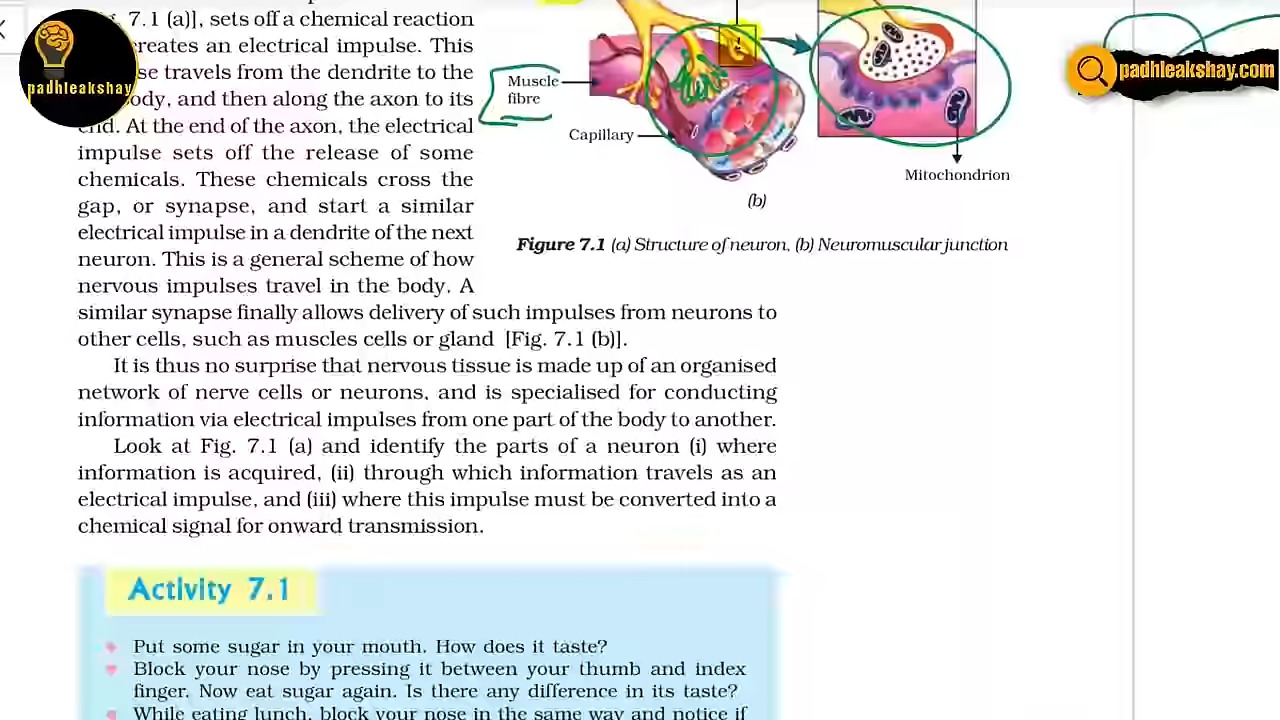 7.1 (a)], sets off a chemical reaction
creates an electrical impulse. This
travels from the dendrite to the
body, and then along the axon to its
end. At the end of the axon, the electrical
impulse sets off the release of some
chemicals. These chemicals cross the
gap, or synapse, and start a similar
electrical impulse in a dendrite of the next
neuron. This is a general scheme of how
nervous impulses travel in the body. A
similar synapse finally allows delivery of such impulses from neurons to
other cells, such as muscles cells or gland [Fig. 7.1 (b)].
It is thus no surprise that nervous tissue is made up of an organised
network of nerve cells or neurons, and is specialised for conducting
information via electrical impulses from one part of the body to another.
Look at Fig. 7.1 (a) and identify the parts of a neuron (i) where
information is acquired, (ii) through which information travels as an
electrical impulse, and (iii) where this impulse must be converted into a
chemical signal for onward transmission.
Muscle
fibre
Capillary
Mitochondrion
(b)
Figure 7.1 (a) Structure of neuron, (b) Neuromuscular junction
Activity 7.1
Put some sugar in your mouth. How does it taste?
Block your nose by pressing it between your thumb and index
finger. Now eat sugar again. Is there any difference in its taste?
While eating lunch, block your nose in the same way and notice if
padhleakshay
padhleakshay.com